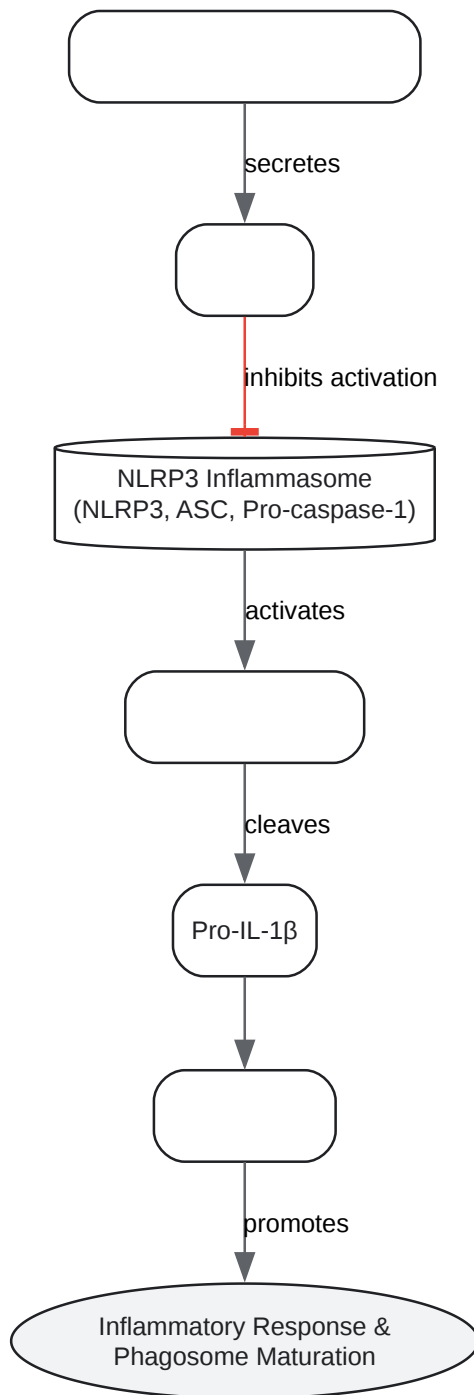 secretes
inhibits activation
NLRP3 Inflammasome
(NLRP3, ASC, Pro-caspase-1)
activates
cleaves
Pro-IL-1β
promotes
Inflammatory Response &
Phagosome Maturation